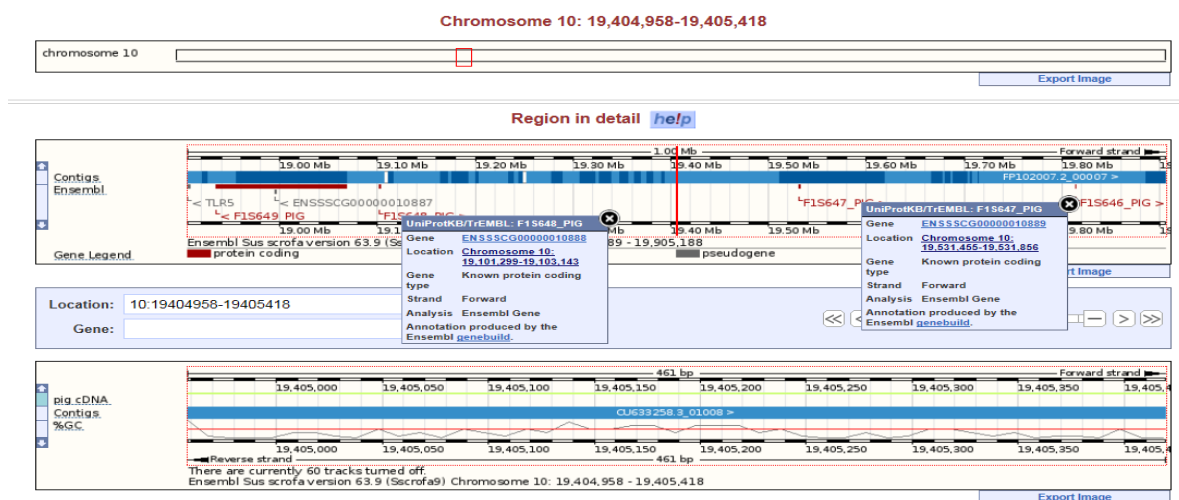 Chromosome 10: 19,404,958-19,405,418
chromosome 10
Export Image
Region in detail help
1.00 Mb Forward strand
19.00 Mb 19.10 Mb 19.20 Mb 19.30 Mb 19.40 Mb 19.50 Mb 19.60 Mb 19.70 Mb 19.80 Mb
Contigs FP102007.2_00007 >
Ensembl
< TLR5 < ENSSSCG00000010887 F1S647_PIG > F1S646_PIG >
< F1S649_PIG F1S648_PIG >
19.00 Mb 19.40 Mb 19.50 Mb 19.80 Mb
Ensembl Sus scrofa version 63.9 89 - 19,905,188
Gene Legend protein coding pseudogene
UniProtKB/TrEMBL: F1S648_PIG
Gene ENSSSCG00000010888
Location Chromosome 10:
19,101,299-19,103,143
Gene type Known protein coding
Strand Forward
Analysis Ensembl Gene
Annotation produced by the
Ensembl genebuild.
UniProtKB/TrEMBL: F1S647_PIG
Gene ENSSSCG00000010889
Location Chromosome 10:
19,531,455-19,531,856
Gene type Known protein coding
Strand Forward
Analysis Ensembl Gene
Annotation produced by the
Ensembl genebuild.
Image
Location: 10:19404958-19405418
Gene:
461 bp Forward strand
19,405,000 19,405,050 19,405,100 19,405,150 19,405,200 19,405,250 19,405,300 19,405,350
pig cDNA
Contigs CU633258.3_01008 >
%GC
19,405,000 19,405,050 19,405,100 19,405,150 19,405,200 19,405,250 19,405,300 19,405,350
Reverse strand 461 bp
There are currently 60 tracks turned off.
Ensembl Sus scrofa version 63.9 (Sscrofa9) Chromosome 10: 19,404,958 - 19,405,418
Export Image